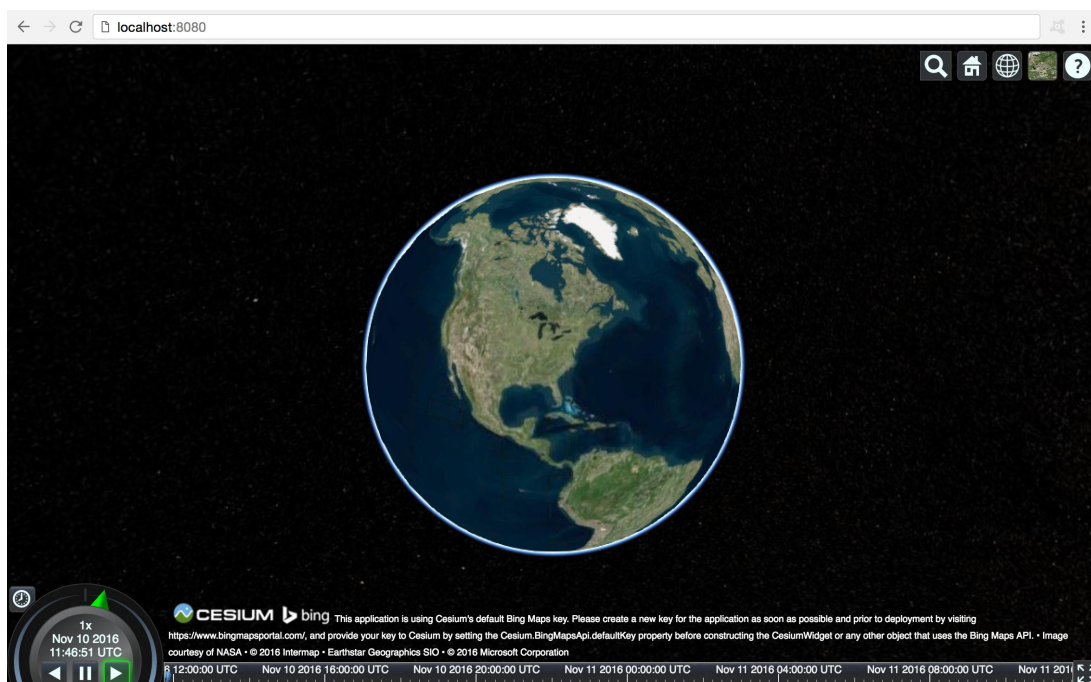 localhost:8080
?
1x
Nov 10 2016
11:46:51 UTC
CESIUM bing This application is using Cesium's default Bing Maps key. Please create a new key for the application as soon as possible and prior to deployment by visiting
https://www.bingmapsportal.com/, and provide your key to Cesium by setting the Cesium.BingMapsApi.defaultKey property before constructing the CesiumWidget or any other object that uses the Bing Maps API. • Image
courtesy of NASA • © 2016 Intermap • Earthstar Geographics SIO • © 2016 Microsoft Corporation
6 12:00:00 UTC Nov 10 2016 16:00:00 UTC Nov 10 2016 20:00:00 UTC Nov 11 2016 00:00:00 UTC Nov 11 2016 04:00:00 UTC Nov 11 2016 08:00:00 UTC Nov 11 201